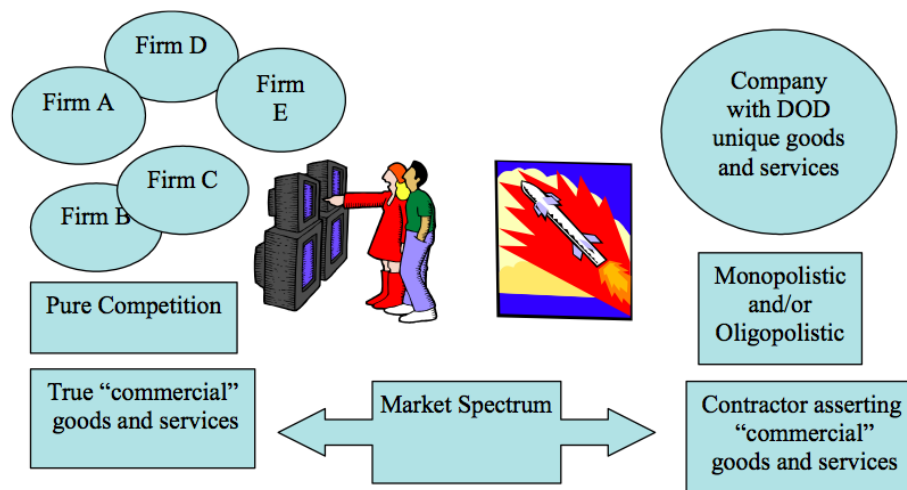 Firm D
Firm A
Firm
E
Firm C
Firm B
Company
with DOD
unique goods
and services
Pure Competition
Monopolistic
and/or
Oligopolistic
True “commercial”
goods and services
Market Spectrum
Contractor asserting
“commercial”
goods and services